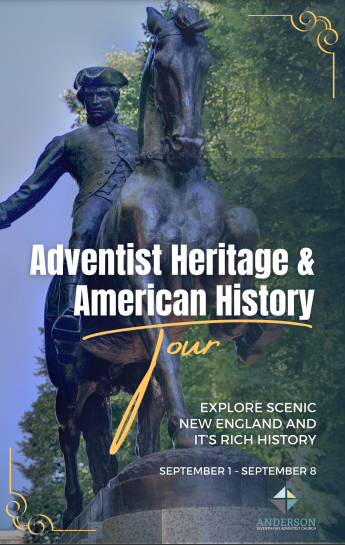 Adventist Heritage &
American History
Tour
EXPLORE SCENIC
NEW ENGLAND AND
IT'S RICH HISTORY
SEPTEMBER 1 - SEPTEMBER 8
ANDERSON
SEVENTH-DAY ADVENTIST CHURCH